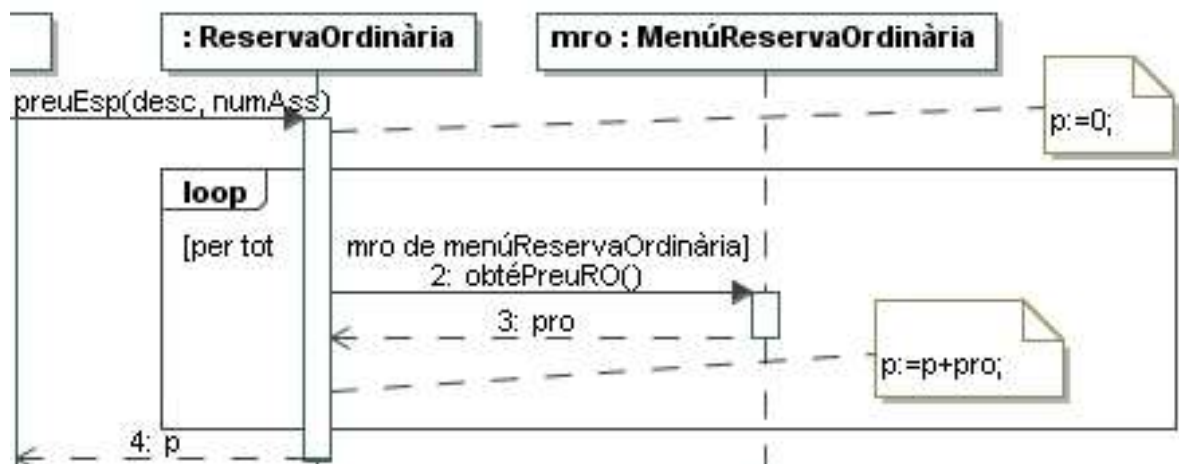 : ReservaOrdinària
mro : MenúReservaOrdinària
preuEsp(desc, numAss)
p:=0;
loop
[per tot mro de menúReservaOrdinària]
2: obtéPreuRO()
3: pro
p:=p+pro;
4: p